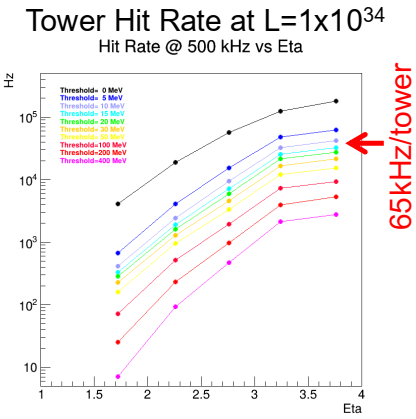 Tower Hit Rate at L=1x10³⁴
Hit Rate @ 500 kHz vs Eta
Hz
Threshold= 0 MeV
Threshold= 5 MeV
Threshold= 10 MeV
Threshold= 15 MeV
Threshold= 20 MeV
Threshold= 30 MeV
Threshold= 50 MeV
Threshold=100 MeV
Threshold=200 MeV
Threshold=400 MeV
10⁵
10⁴
10³
10²
10
1
1.5
2
2.5
3
3.5
4
Eta
65kHz/tower